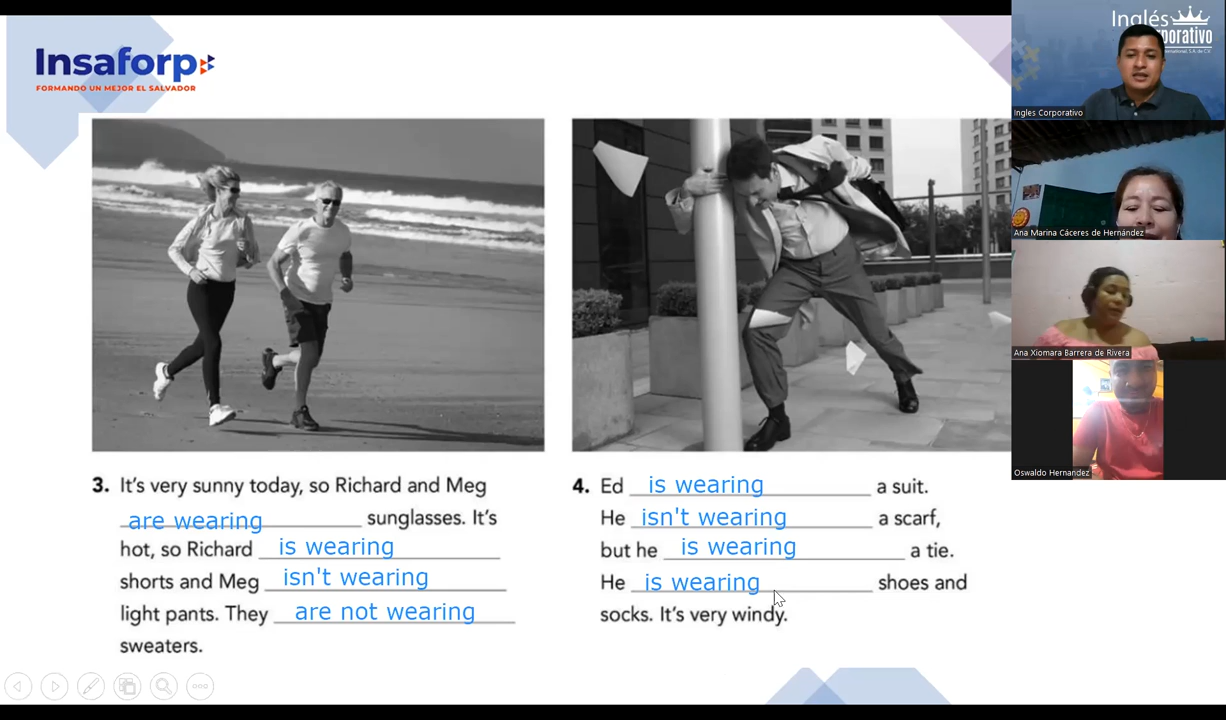 Insaforp
FORMANDO UN MEJOR EL SALVADOR
3. It's very sunny today, so Richard and Meg
are wearing sunglasses. It's
hot, so Richard is wearing
shorts and Meg isn't wearing
light pants. They are not wearing
sweaters.
4. Ed is wearing a suit.
He isn't wearing a scarf,
but he is wearing a tie.
He is wearing shoes and
socks. It's very windy.
Inglés
Ingles Corporativo
Ana Marina Cáceres de Hernández
Ana Xiomara Barrera de Rivera
Oswaldo Hernandez